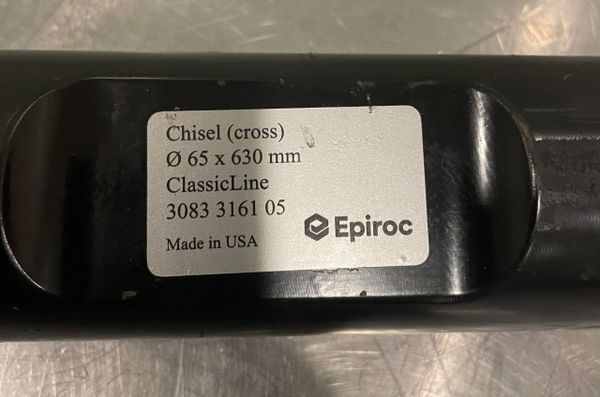 Chisel (cross)
Ø 65 x 630 mm
ClassicLine
3083 3161 05
Made in USA
Epiroc